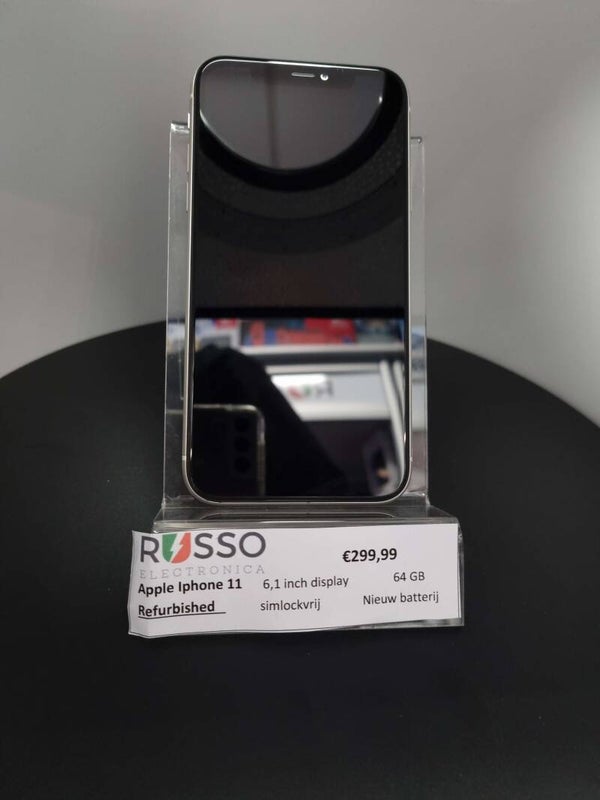 RUSSO
ELECTRONICA
€299,99
Apple Iphone 11 6,1 inch display 64 GB
Refurbished simlockvrij Nieuw batterij